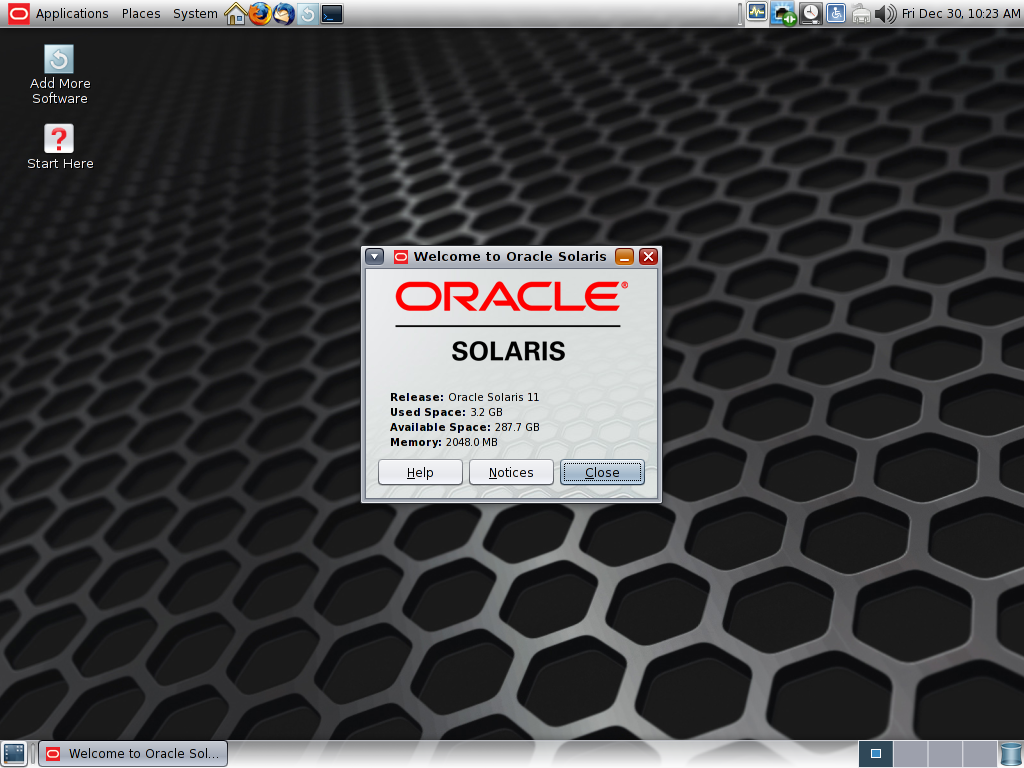 Applications Places System Fri Dec 30, 10:23 AM
Add More
Software
Start Here
Welcome to Oracle Solaris
ORACLE®
SOLARIS
Release: Oracle Solaris 11
Used Space: 3.2 GB
Available Space: 287.7 GB
Memory: 2048.0 MB
Help Notices Close
Welcome to Oracle Sol...